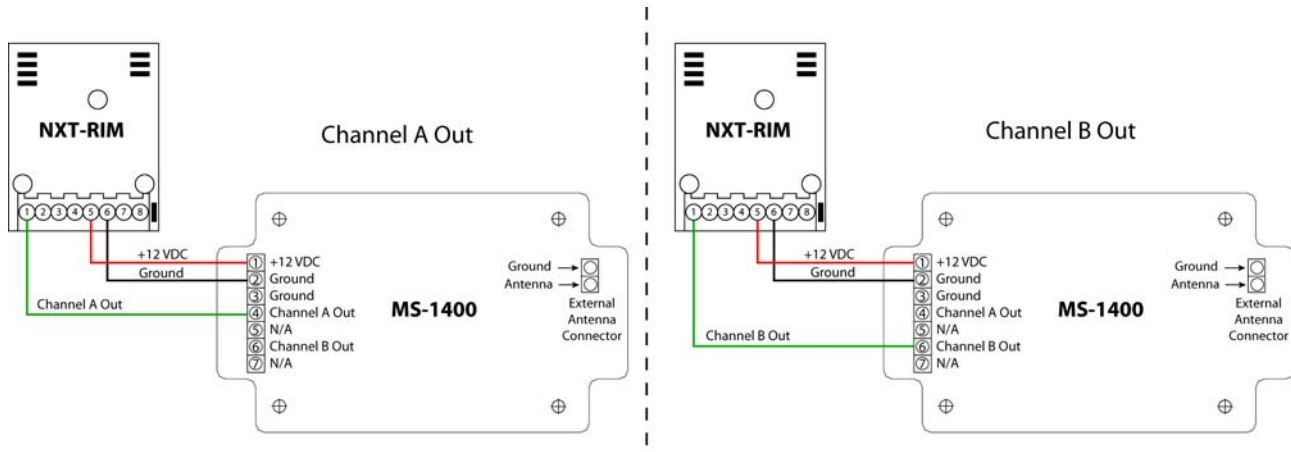 NXT-RIM
Channel A Out
1 2 3 4 5 6 7 8
+12 VDC
Ground
Channel A Out
1 +12 VDC
2 Ground
3 Ground
4 Channel A Out
5 N/A
6 Channel B Out
7 N/A
MS-1400
Ground
Antenna
External
Antenna
Connector
NXT-RIM
Channel B Out
1 2 3 4 5 6 7 8
+12 VDC
Ground
Channel B Out
1 +12 VDC
2 Ground
3 Ground
4 Channel A Out
5 N/A
6 Channel B Out
7 N/A
MS-1400
Ground
Antenna
External
Antenna
Connector